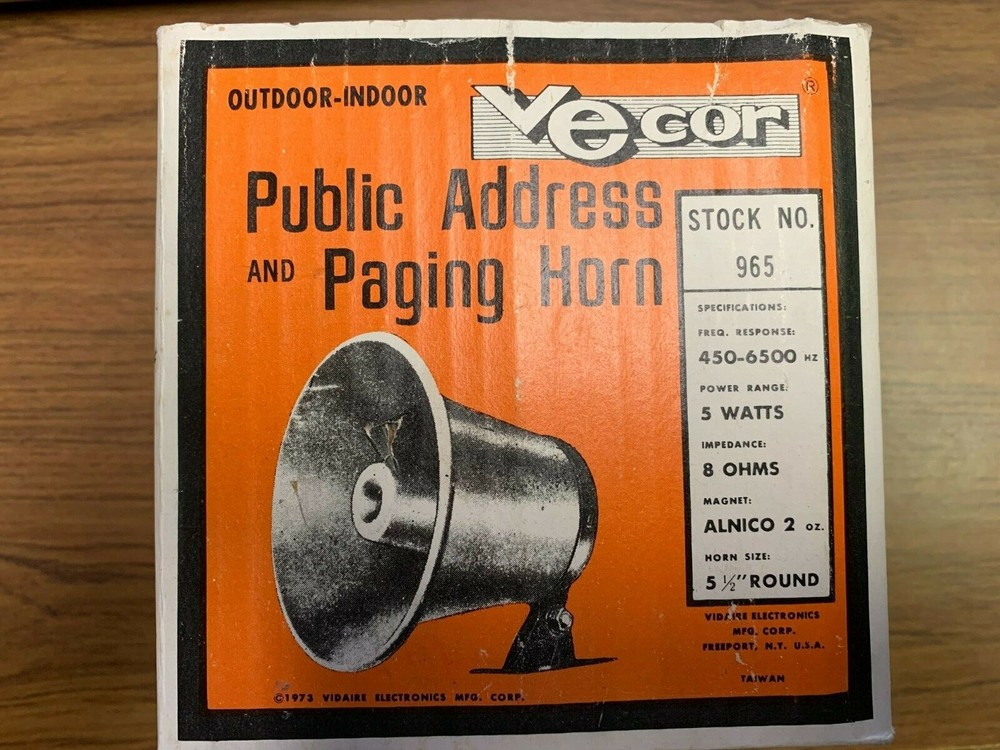 OUTDOOR-INDOOR
Vecor ®
Public Address
AND Paging Horn
STOCK NO.
965
SPECIFICATIONS:
FREQ. RESPONSE:
450-6500 HZ
POWER RANGE:
5 WATTS
IMPEDANCE:
8 OHMS
MAGNET:
ALNICO 2 OZ.
HORN SIZE:
5 ½" ROUND
VIDAIRE ELECTRONICS
MFG. CORP.
FREEPORT, N.Y. U.S.A.
TAIWAN
©1973 VIDAIRE ELECTRONICS MFG. CORP.